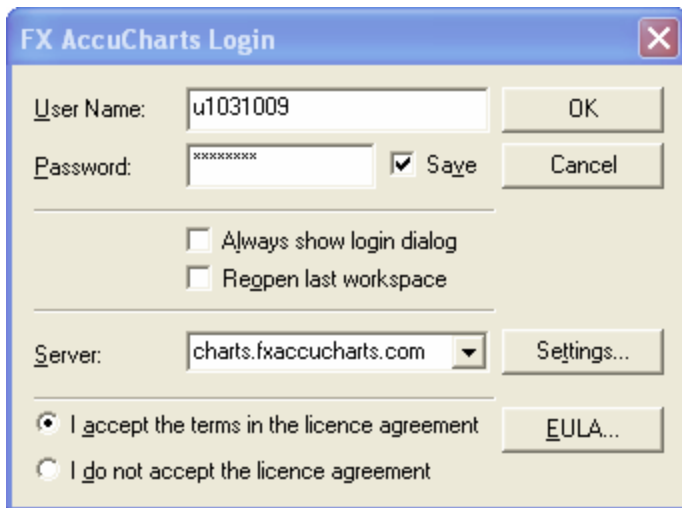 FX AccuCharts Login
User Name: u1031009 OK
Password: ******** Save Cancel
Always show login dialog
Reopen last workspace
Server: charts.fxaccucharts.com Settings...
I accept the terms in the licence agreement EULA...
I do not accept the licence agreement